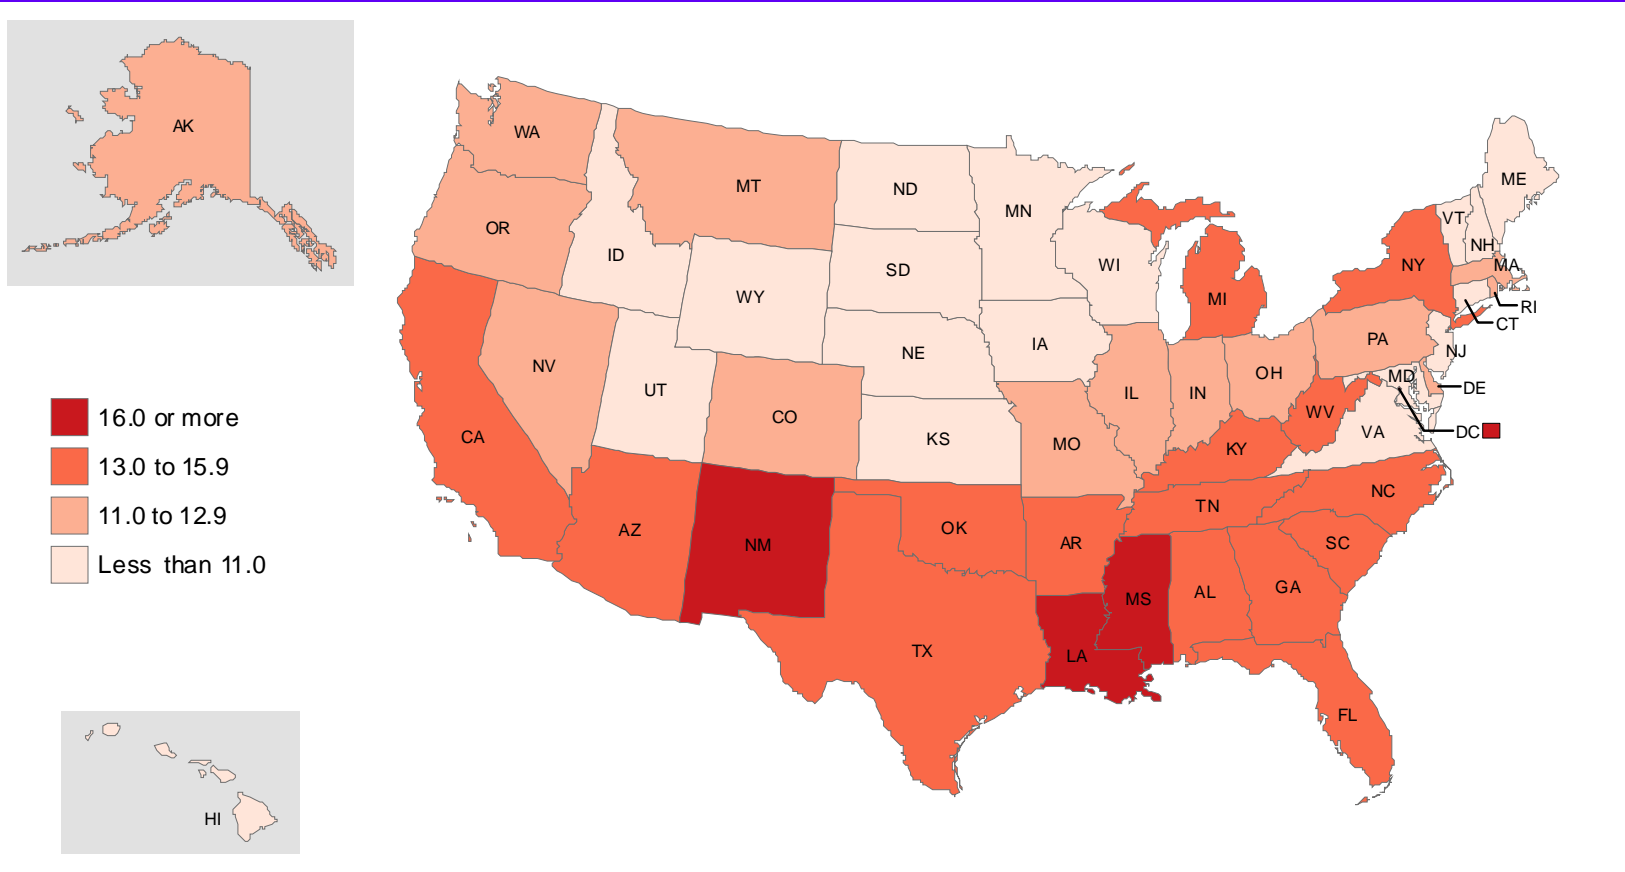 AK
WA
MT
ND
MN
ME
VT
NH
OR
ID
SD
WI
NY
MA
WY
MI
RI
CT
NV
UT
NE
IA
PA
NJ
CO
IL
IN
OH
MD
DE
16.0 or more
CA
KS
MO
WV
VA
DC
13.0 to 15.9
KY
11.0 to 12.9
AZ
NM
OK
AR
TN
NC
SC
Less than 11.0
MS
AL
GA
TX
LA
FL
HI